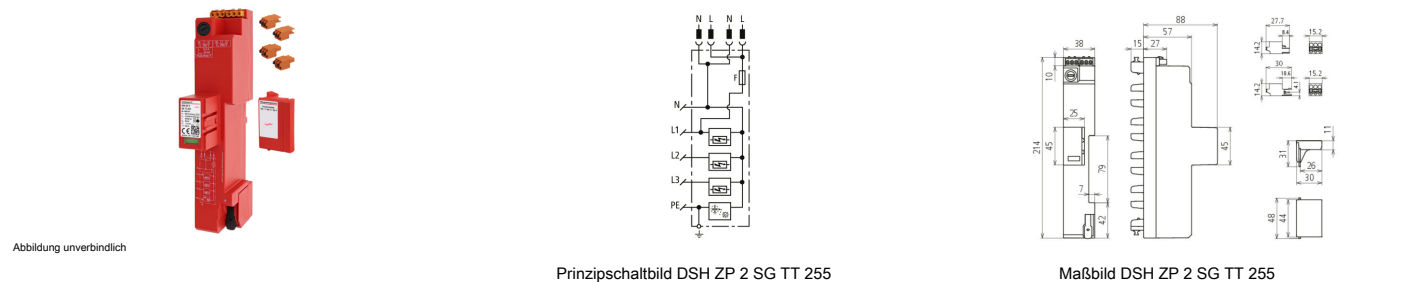 Abbildung unverbindlich
N L N L
F
N
L1
L2
L3
PE
Prinzipschaltbild DSH ZP 2 SG TT 255
88
38
57
15
27
10
25
45
214
79
7
42
45
27.7
8.4
15.2
14.2
30
10.6
15.2
4.1
14.2
11
31
26
30
48
44
Maßbild DSH ZP 2 SG TT 255